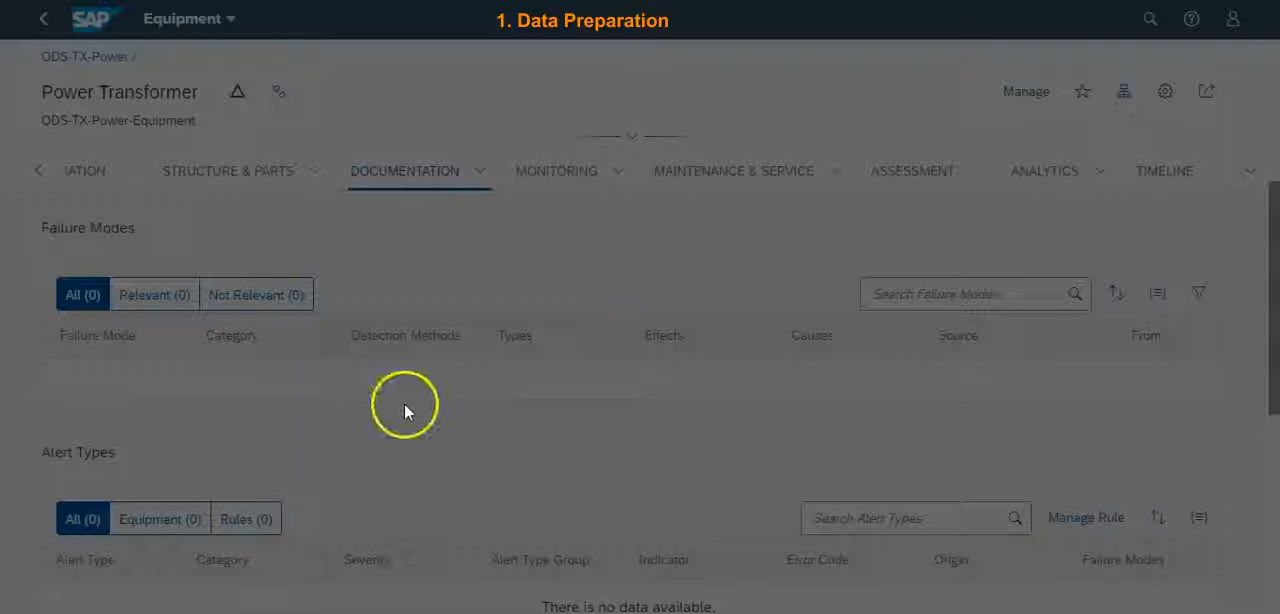 SAP Equipment
1. Data Preparation
ODS-TX-Power /
Power Transformer
Manage
ODS-TX-Power-Equipment
STRUCTURE & PARTS DOCUMENTATION MONITORING MAINTENANCE & SERVICE ASSESSMENT ANALYTICS TIMELINE
Failure Modes
All (0) Relevant (0) Not Relevant (0) Search Failure Mode
Failure Mode Category Detection Methods Types Effects Causes Source From
Alert Types
All (0) Equipment (0) Rules (0) Search Alert Types Manage Rule
Alert Type Category Severity Alert Type Group Indicator Error Code Origin Failure Modes
There is no data available.